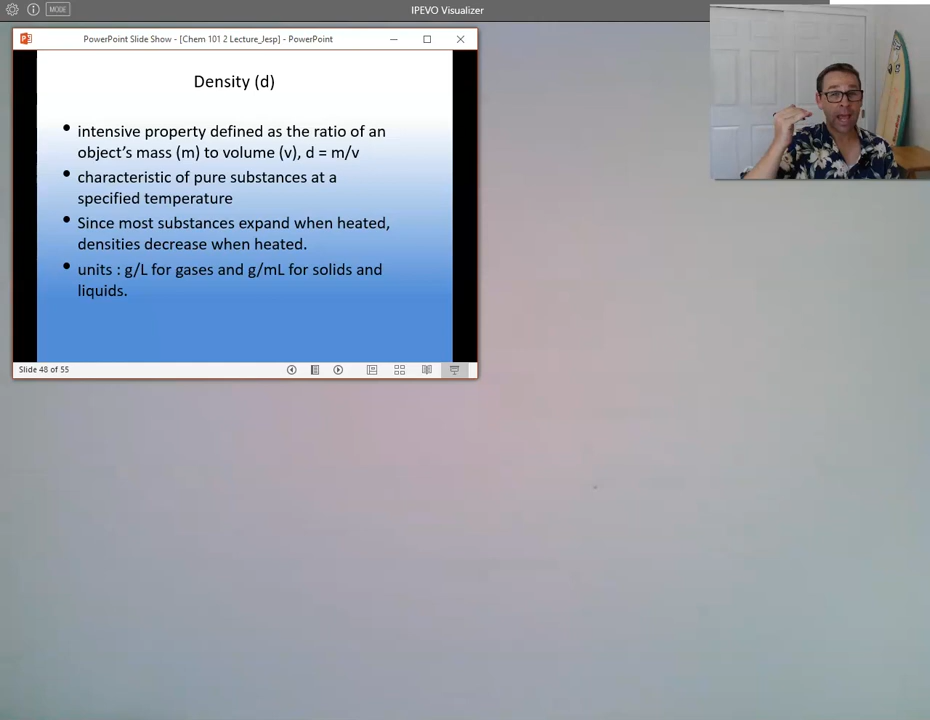 MODE
IPEVO Visualizer
PowerPoint Slide Show - [Chem 101 2 Lecture_Jesp] - PowerPoint
Density (d)
• intensive property defined as the ratio of an
object's mass (m) to volume (v), d = m/v
• characteristic of pure substances at a
specified temperature
• Since most substances expand when heated,
densities decrease when heated.
• units : g/L for gases and g/mL for solids and
liquids.
Slide 48 of 55